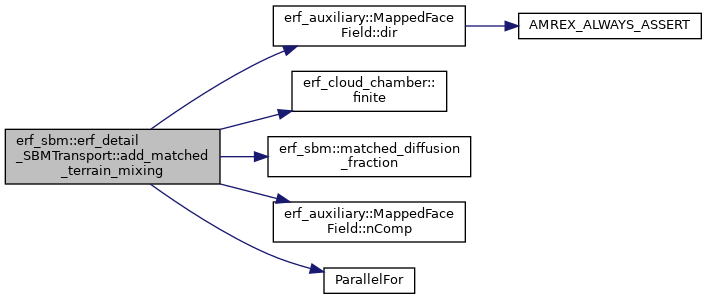 erf_auxiliary::MappedFace
Field::dir
AMREX_ALWAYS_ASSERT
erf_cloud_chamber::
finite
erf_sbm::erf_detail
_SBMTransport::add_matched
_terrain_mixing
erf_sbm::matched_diffusion
_fraction
erf_auxiliary::MappedFace
Field::nComp
ParallelFor